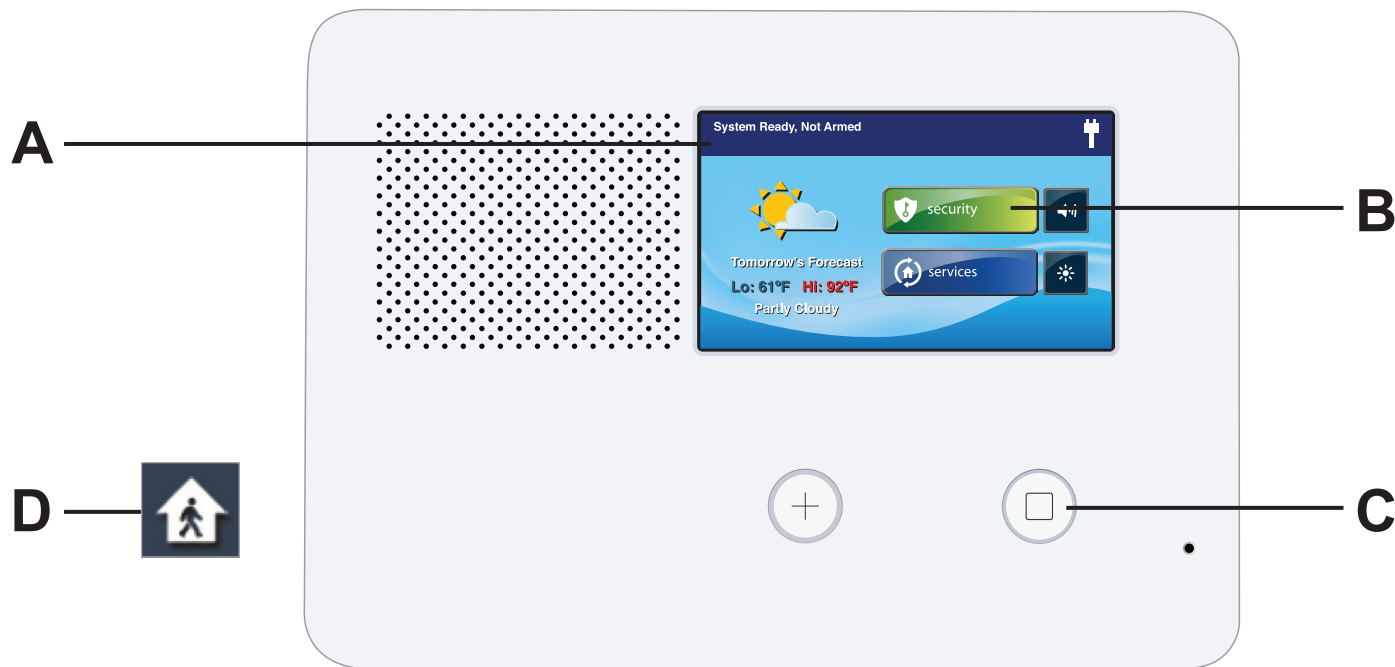 A
System Ready, Not Armed
security
B
services
Tomorrow's Forecast
Lo: 61°F Hi: 92°F
Partly Cloudy
D
C